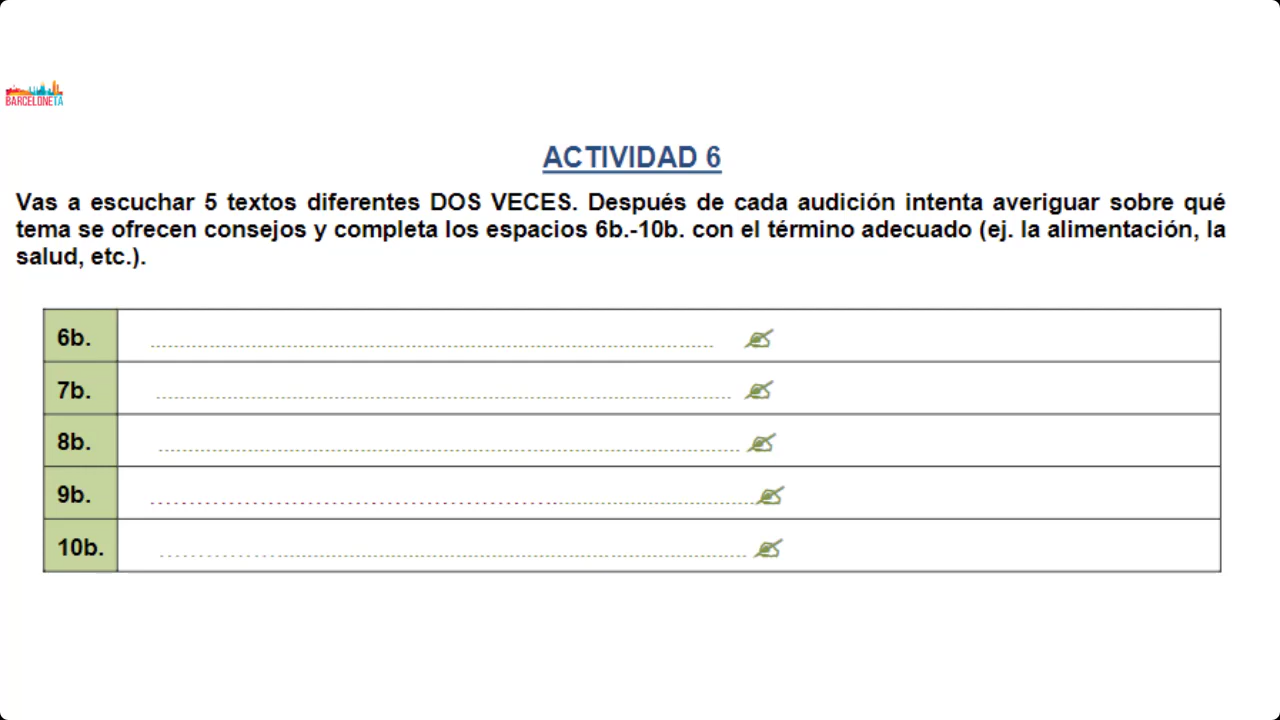 BARCELONETA
ACTIVIDAD 6
Vas a escuchar 5 textos diferentes DOS VECES. Después de cada audición intenta averiguar sobre qué
tema se ofrecen consejos y completa los espacios 6b.-10b. con el término adecuado (ej. la alimentación, la
salud, etc.).
6b.
7b.
8b.
9b.
10b.